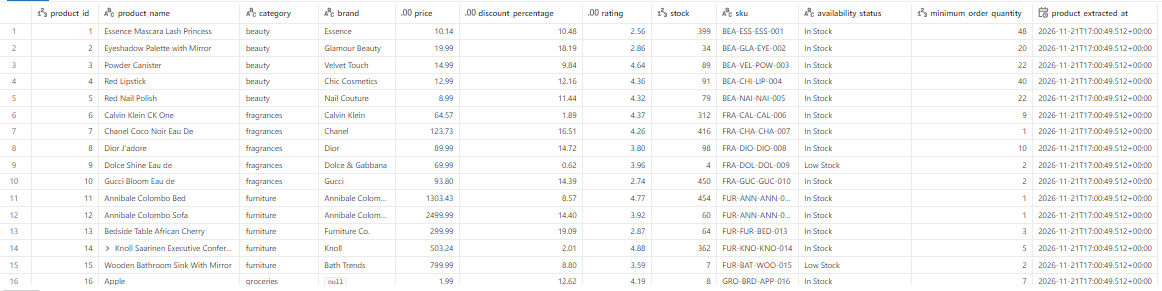 1²3 product_id AᴮC product_name AᴮC category AᴮC brand .00 price .00 discount_percentage .00 rating 1²3 stock AᴮC sku AᴮC availability_status 1²3 minimum_order_quantity product_extracted_at
1 1 Essence Mascara Lash Princess beauty Essence 10.14 10.48 2.56 399 BEA-ESS-ESS-001 In Stock 48 2026-11-21T17:00:49.512+00:00
2 2 Eyeshadow Palette with Mirror beauty Glamour Beauty 19.99 18.19 2.86 34 BEA-GLA-EYE-002 In Stock 20 2026-11-21T17:00:49.512+00:00
3 3 Powder Canister beauty Velvet Touch 14.99 9.84 4.64 89 BEA-VEL-POW-003 In Stock 22 2026-11-21T17:00:49.512+00:00
4 4 Red Lipstick beauty Chic Cosmetics 12.99 12.16 4.36 91 BEA-CHI-LIP-004 In Stock 40 2026-11-21T17:00:49.512+00:00
5 5 Red Nail Polish beauty Nail Couture 8.99 11.44 4.32 79 BEA-NAI-NAI-005 In Stock 22 2026-11-21T17:00:49.512+00:00
6 6 Calvin Klein CK One fragrances Calvin Klein 64.57 1.89 4.37 312 FRA-CAL-CAL-006 In Stock 9 2026-11-21T17:00:49.512+00:00
7 7 Chanel Coco Noir Eau De fragrances Chanel 123.73 16.51 4.26 416 FRA-CHA-CHA-007 In Stock 1 2026-11-21T17:00:49.512+00:00
8 8 Dior J'adore fragrances Dior 89.99 14.72 3.80 98 FRA-DIO-DIO-008 In Stock 10 2026-11-21T17:00:49.512+00:00
9 9 Dolce Shine Eau de fragrances Dolce & Gabbana 69.99 0.62 3.96 4 FRA-DOL-DOL-009 Low Stock 2 2026-11-21T17:00:49.512+00:00
10 10 Gucci Bloom Eau de fragrances Gucci 93.80 14.39 2.74 450 FRA-GUC-GUC-010 In Stock 2 2026-11-21T17:00:49.512+00:00
11 11 Annibale Colombo Bed furniture Annibale Colom... 1303.43 8.57 4.77 454 FUR-ANN-ANN-0... In Stock 1 2026-11-21T17:00:49.512+00:00
12 12 Annibale Colombo Sofa furniture Annibale Colom... 2499.99 14.40 3.92 60 FUR-ANN-ANN-0... In Stock 1 2026-11-21T17:00:49.512+00:00
13 13 Bedside Table African Cherry furniture Furniture Co. 299.99 19.09 2.87 64 FUR-FUR-BED-013 In Stock 3 2026-11-21T17:00:49.512+00:00
14 14 > Knoll Saarinen Executive Confer... furniture Knoll 503.24 2.01 4.88 362 FUR-KNO-KNO-014 In Stock 5 2026-11-21T17:00:49.512+00:00
15 15 Wooden Bathroom Sink With Mirror furniture Bath Trends 799.99 8.80 3.59 7 FUR-BAT-WOO-015 Low Stock 2 2026-11-21T17:00:49.512+00:00
16 16 Apple groceries null 1.99 12.62 4.19 8 GRO-BRD-APP-016 In Stock 7 2026-11-21T17:00:49.512+00:00